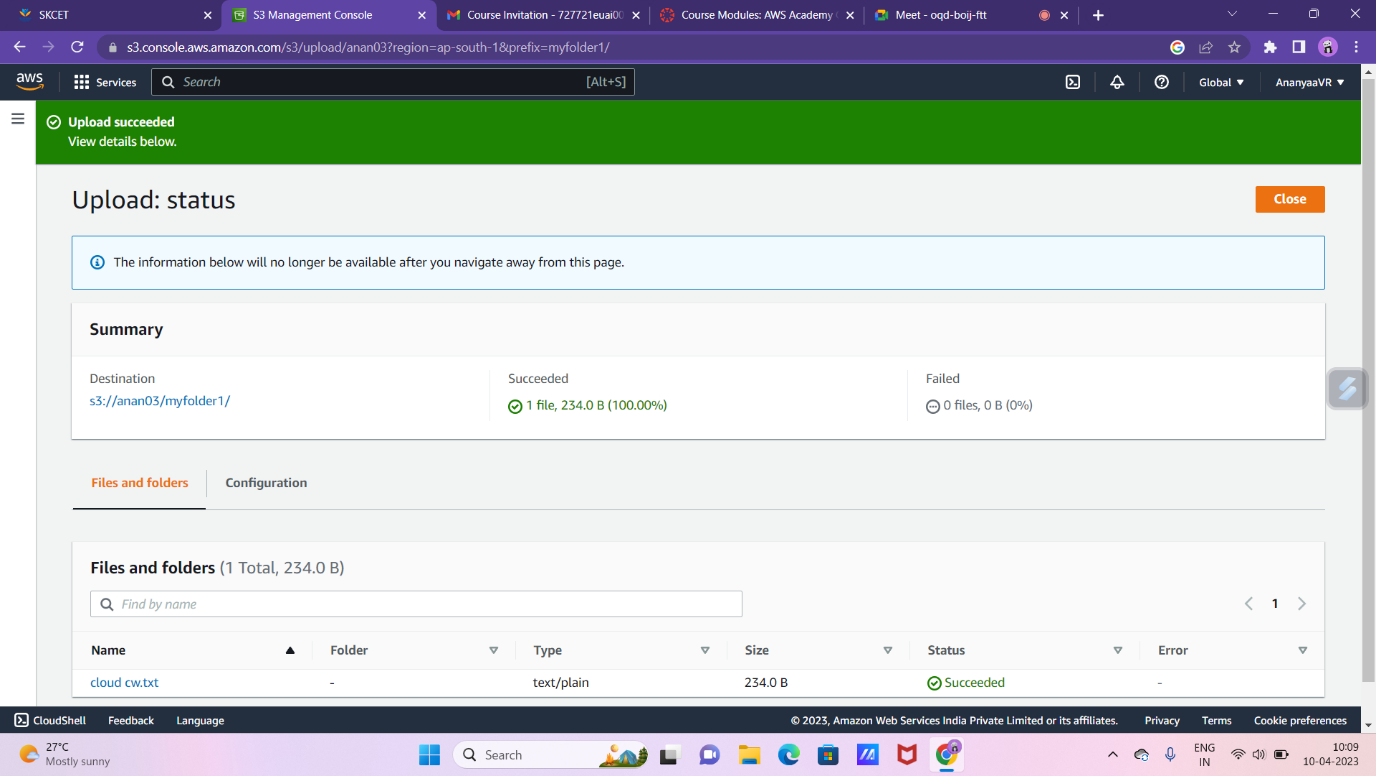 SKCET
S3 Management Console
Course Invitation - 727721euai00
Course Modules: AWS Academy
Meet - oqd-boij-ftt
s3.console.aws.amazon.com/s3/upload/anan03?region=ap-south-1&prefix=myfolder1/
aws
Services
Search
[Alt+S]
Global
AnanyaaVR
Upload succeeded
View details below.
Upload: status
Close
The information below will no longer be available after you navigate away from this page.
Summary
Destination
s3://anan03/myfolder1/
Succeeded
1 file, 234.0 B (100.00%)
Failed
0 files, 0 B (0%)
Files and folders
Configuration
Files and folders (1 Total, 234.0 B)
Find by name
1
Name Folder Type Size Status Error
cloud cw.txt - text/plain 234.0 B Succeeded -
CloudShell Feedback Language
© 2023, Amazon Web Services India Private Limited or its affiliates. Privacy Terms Cookie preferences
27°C
Mostly sunny
Search
ENG
IN
10:09
10-04-2023